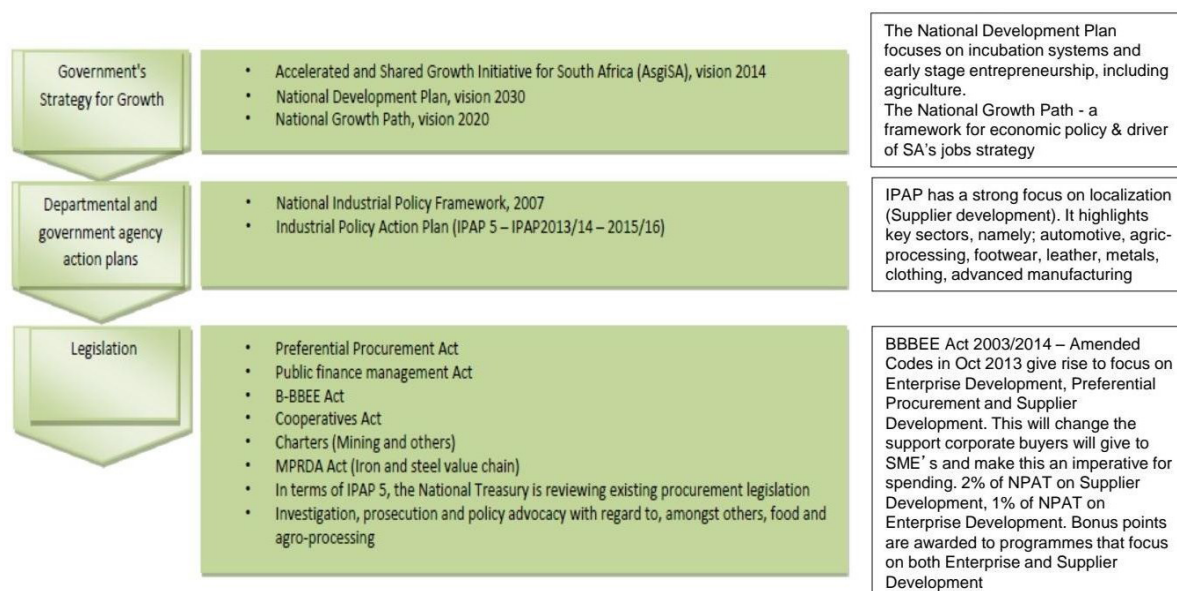 Government's
Strategy for Growth
• Accelerated and Shared Growth Initiative for South Africa (AsgiSA), vision 2014
• National Development Plan, vision 2030
• National Growth Path, vision 2020
The National Development Plan
focuses on incubation systems and
early stage entrepreneurship, including
agriculture.
The National Growth Path - a
framework for economic policy & driver
of SA's jobs strategy
Departmental and
government agency
action plans
• National Industrial Policy Framework, 2007
• Industrial Policy Action Plan (IPAP 5 – IPAP2013/14 – 2015/16)
IPAP has a strong focus on localization
(Supplier development). It highlights
key sectors, namely; automotive, agric-
processing, footwear, leather, metals,
clothing, advanced manufacturing
Legislation
• Preferential Procurement Act
• Public finance management Act
• B-BBEE Act
• Cooperatives Act
• Charters (Mining and others)
• MPRDA Act (Iron and steel value chain)
• In terms of IPAP 5, the National Treasury is reviewing existing procurement legislation
• Investigation, prosecution and policy advocacy with regard to, amongst others, food and
agro-processing
BBBEE Act 2003/2014 – Amended
Codes in Oct 2013 give rise to focus on
Enterprise Development, Preferential
Procurement and Supplier
Development. This will change the
support corporate buyers will give to
SME's and make this an imperative for
spending. 2% of NPAT on Supplier
Development, 1% of NPAT on
Enterprise Development. Bonus points
are awarded to programmes that focus
on both Enterprise and Supplier
Development